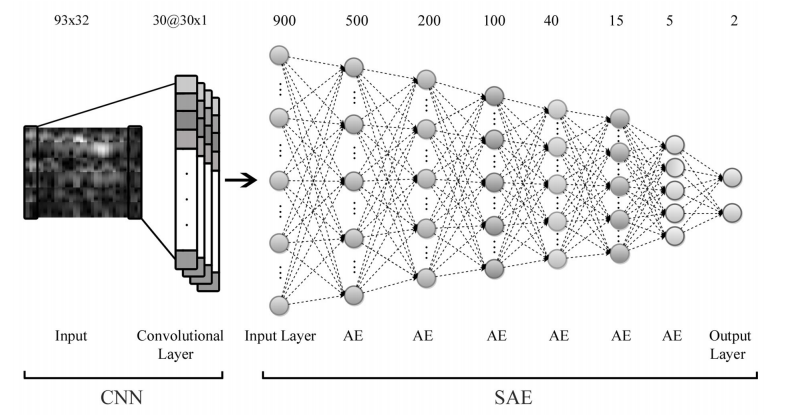 93x32 30@30x1 900 500 200 100 40 15 5 2
Input Convolutional Layer Input Layer AE AE AE AE AE AE Output Layer
CNN SAE